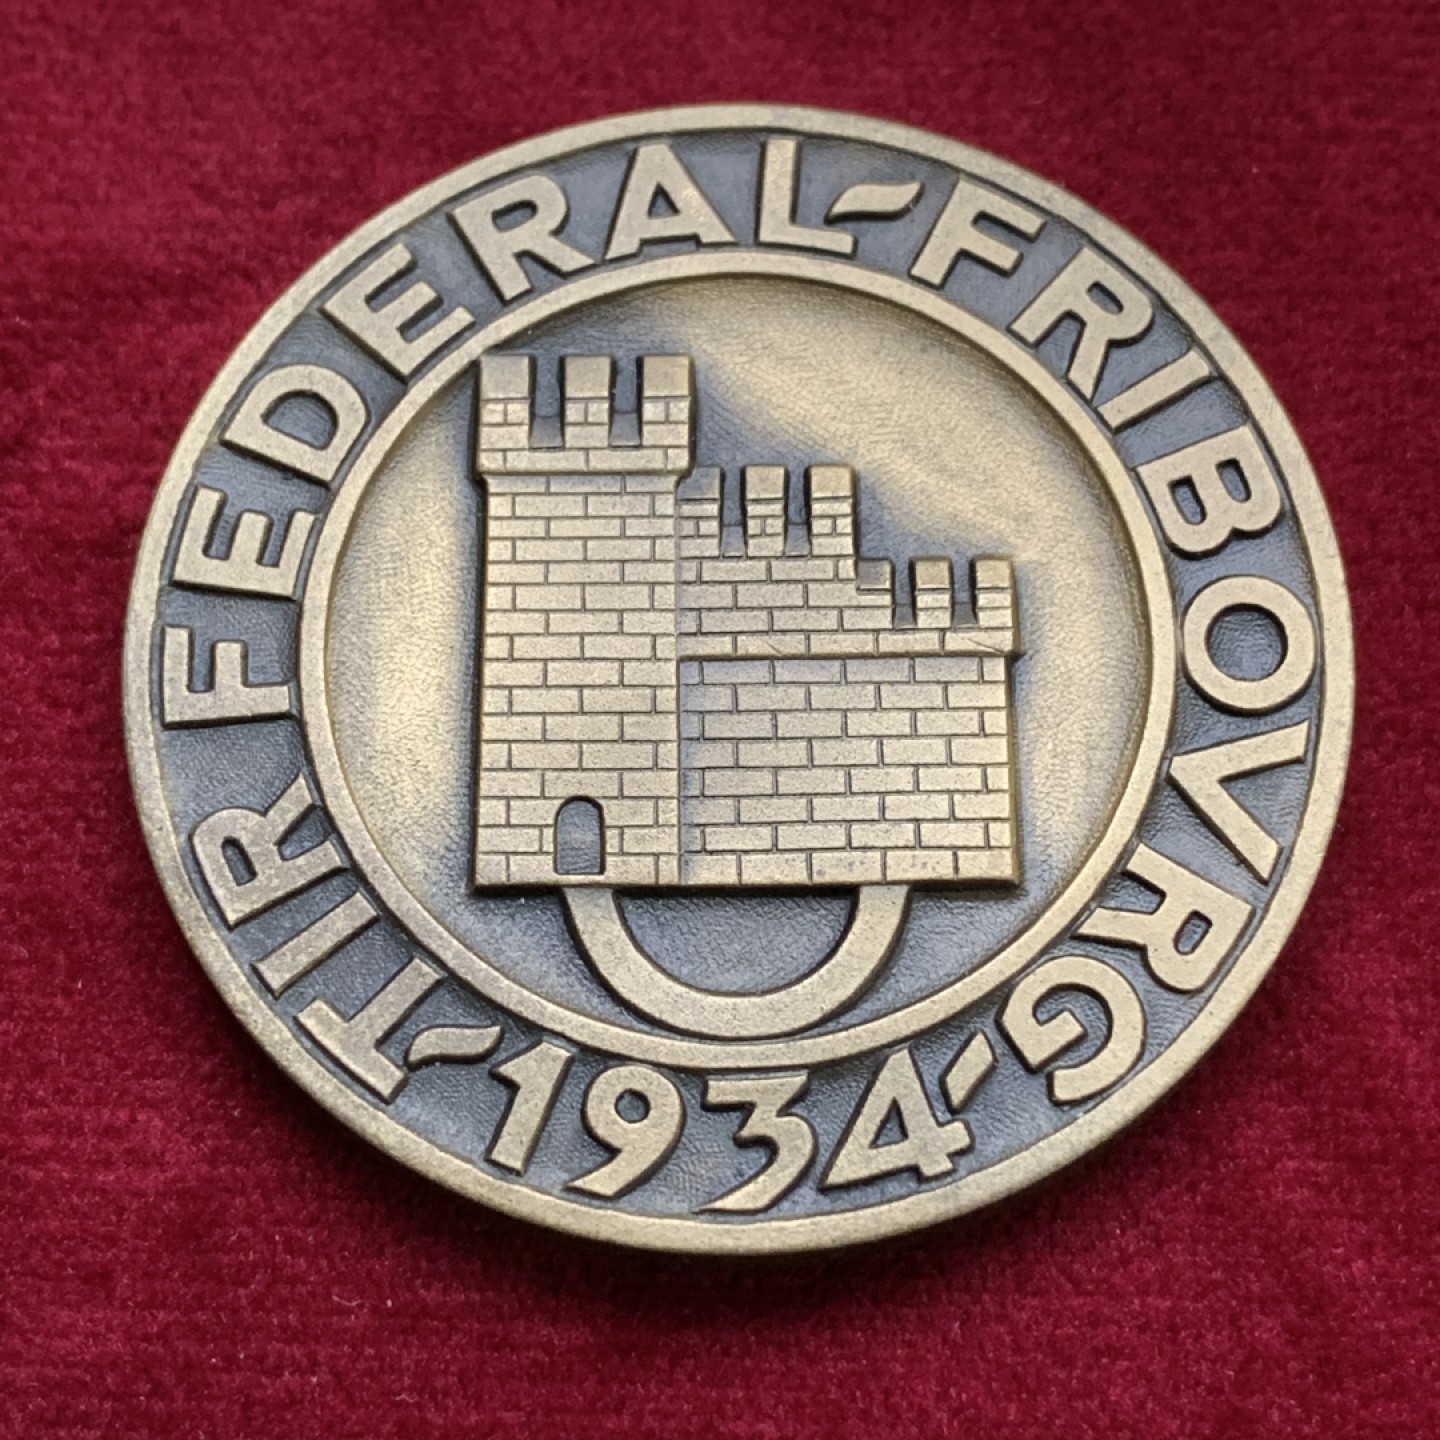 TIR FEDERAL-FRIBOVRG
-1934-